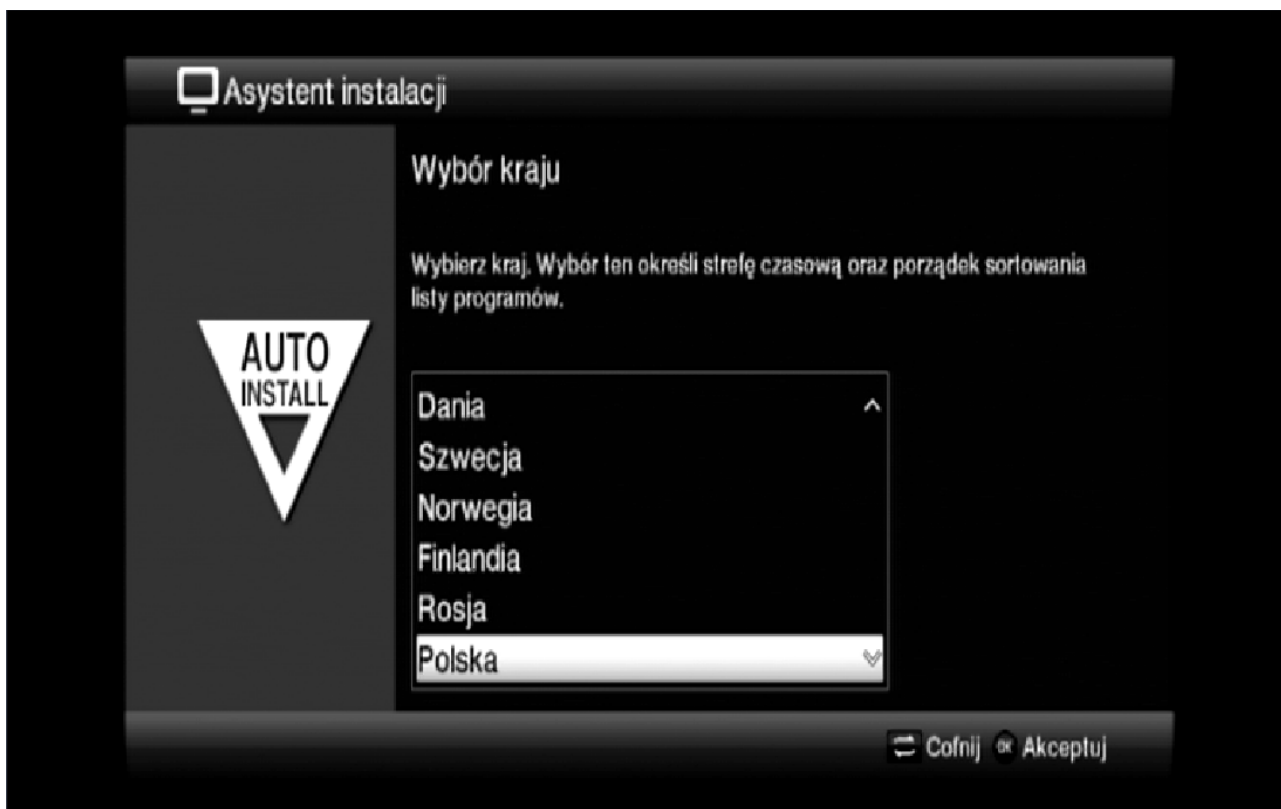 Asystent instalacji
Wybór kraju
Wybierz kraj. Wybór ten określi strefę czasową oraz porządek sortowania
listy programów.
AUTO
INSTALL
Dania
Szwecja
Norwegia
Finlandia
Rosja
Polska
Cofnij OK Akceptuj